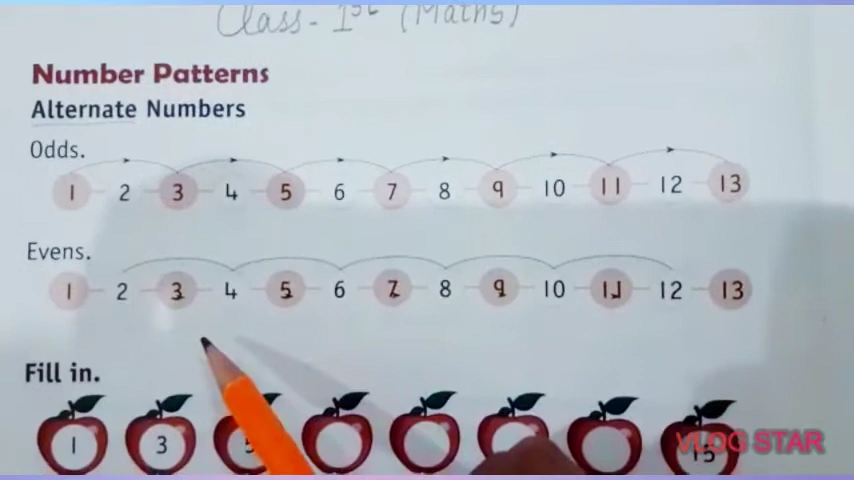 Class - 1st (Maths)
Number Patterns
Alternate Numbers
Odds.
1 2 3 4 5 6 7 8 9 10 11 12 13
Evens.
1 2 3 4 5 6 7 8 9 10 11 12 13
Fill in.
1 3 5 15
VLOG STAR